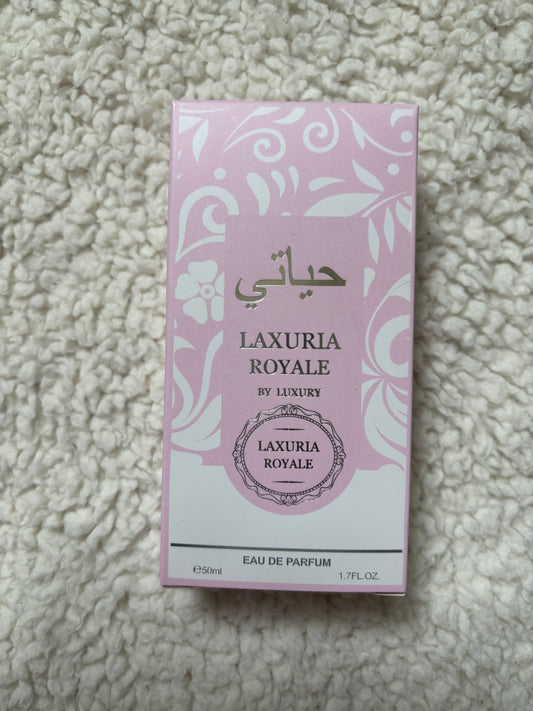 حياتي
LAXURIA
ROYALE
BY LUXURY
LAXURIA
ROYALE
EAU DE PARFUM
℮50ml 1.7FL.OZ.